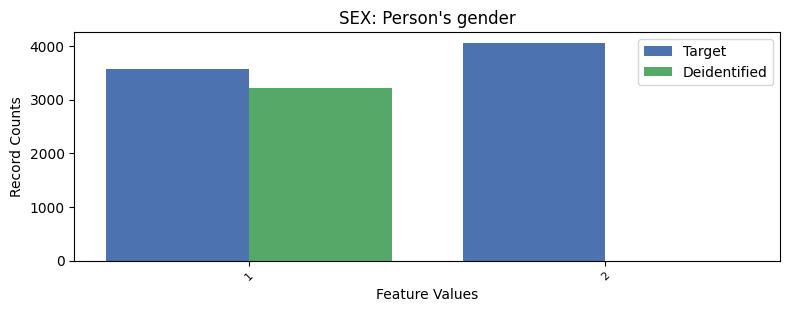 SEX: Person's gender
Target
Deidentified
Record Counts
4000
3000
2000
1000
0
1
2
Feature Values